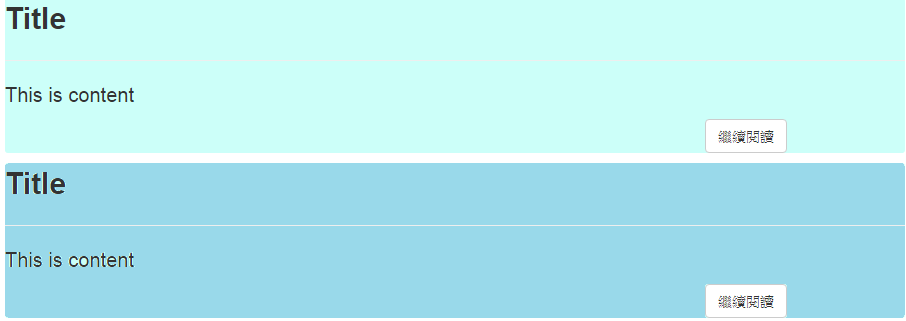 Title
This is content
繼續閱讀
Title
This is content
繼續閱讀